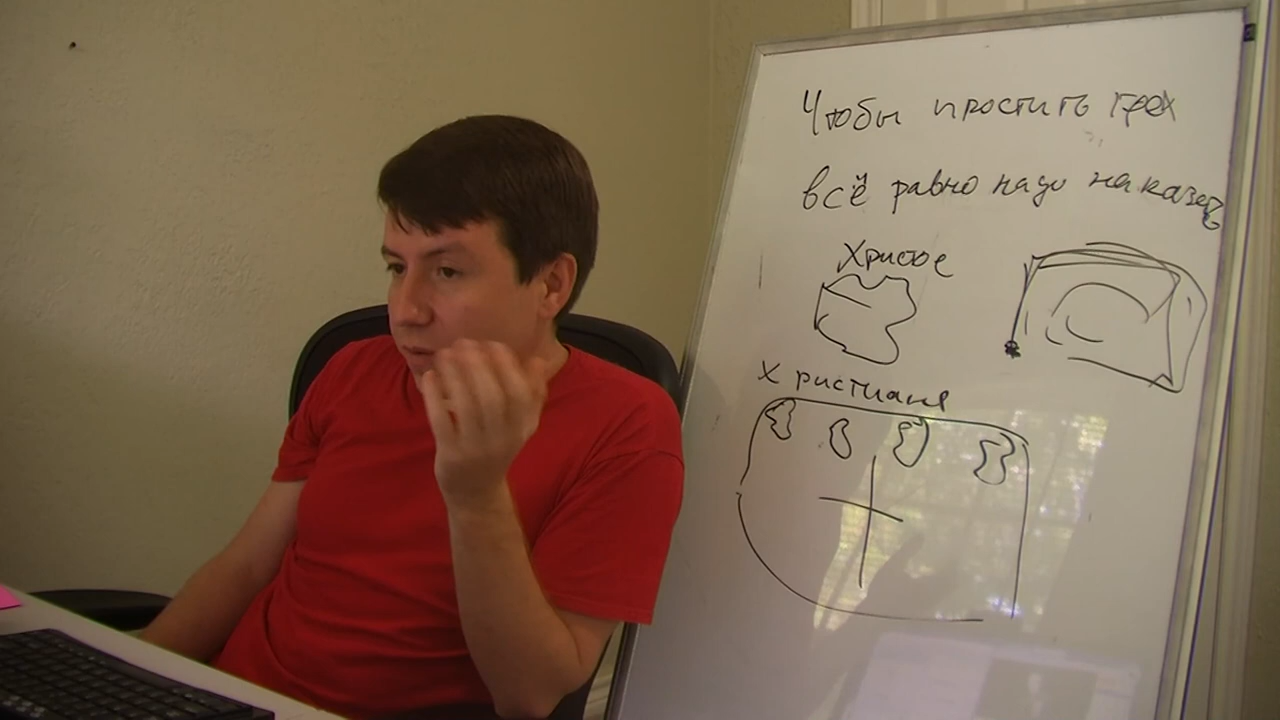 Чтобы простить грех
всё равно надо наказать
Христос
Христиане